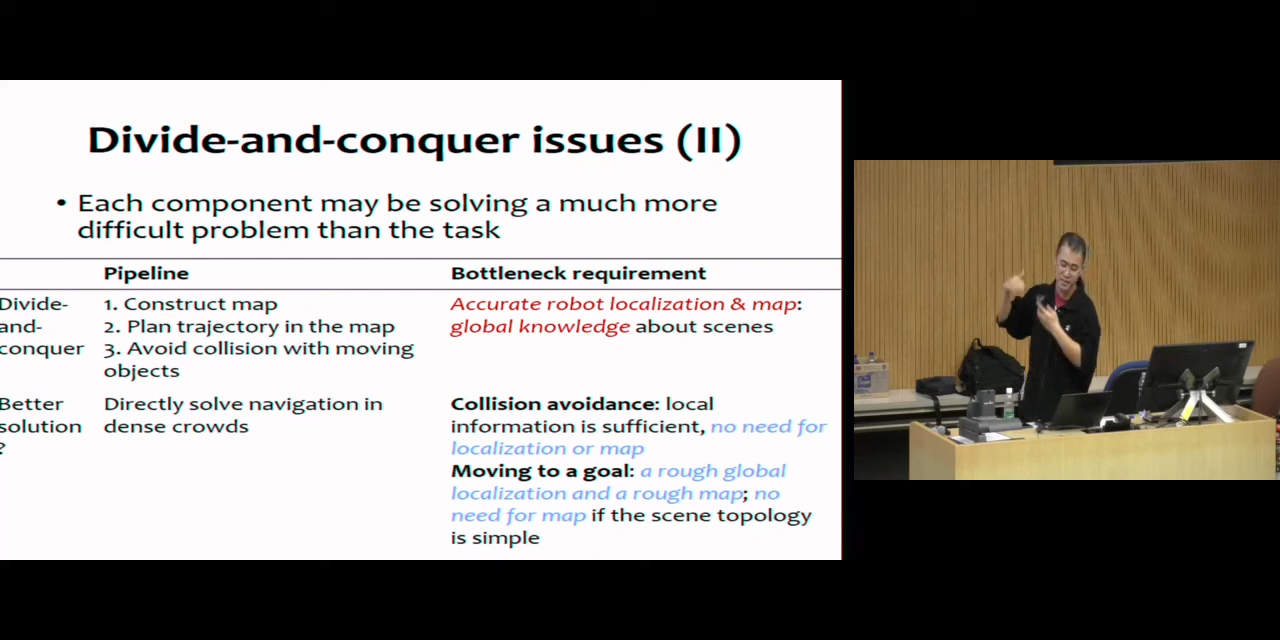 Divide-and-conquer issues (II)
• Each component may be solving a much more
difficult problem than the task
Pipeline
Bottleneck requirement
Divide-
and-
conquer
1. Construct map
2. Plan trajectory in the map
3. Avoid collision with moving
objects
Accurate robot localization & map:
global knowledge about scenes
Better
solution
?
Directly solve navigation in
dense crowds
Collision avoidance: local
information is sufficient, no need for
localization or map
Moving to a goal: a rough global
localization and a rough map; no
need for map if the scene topology
is simple